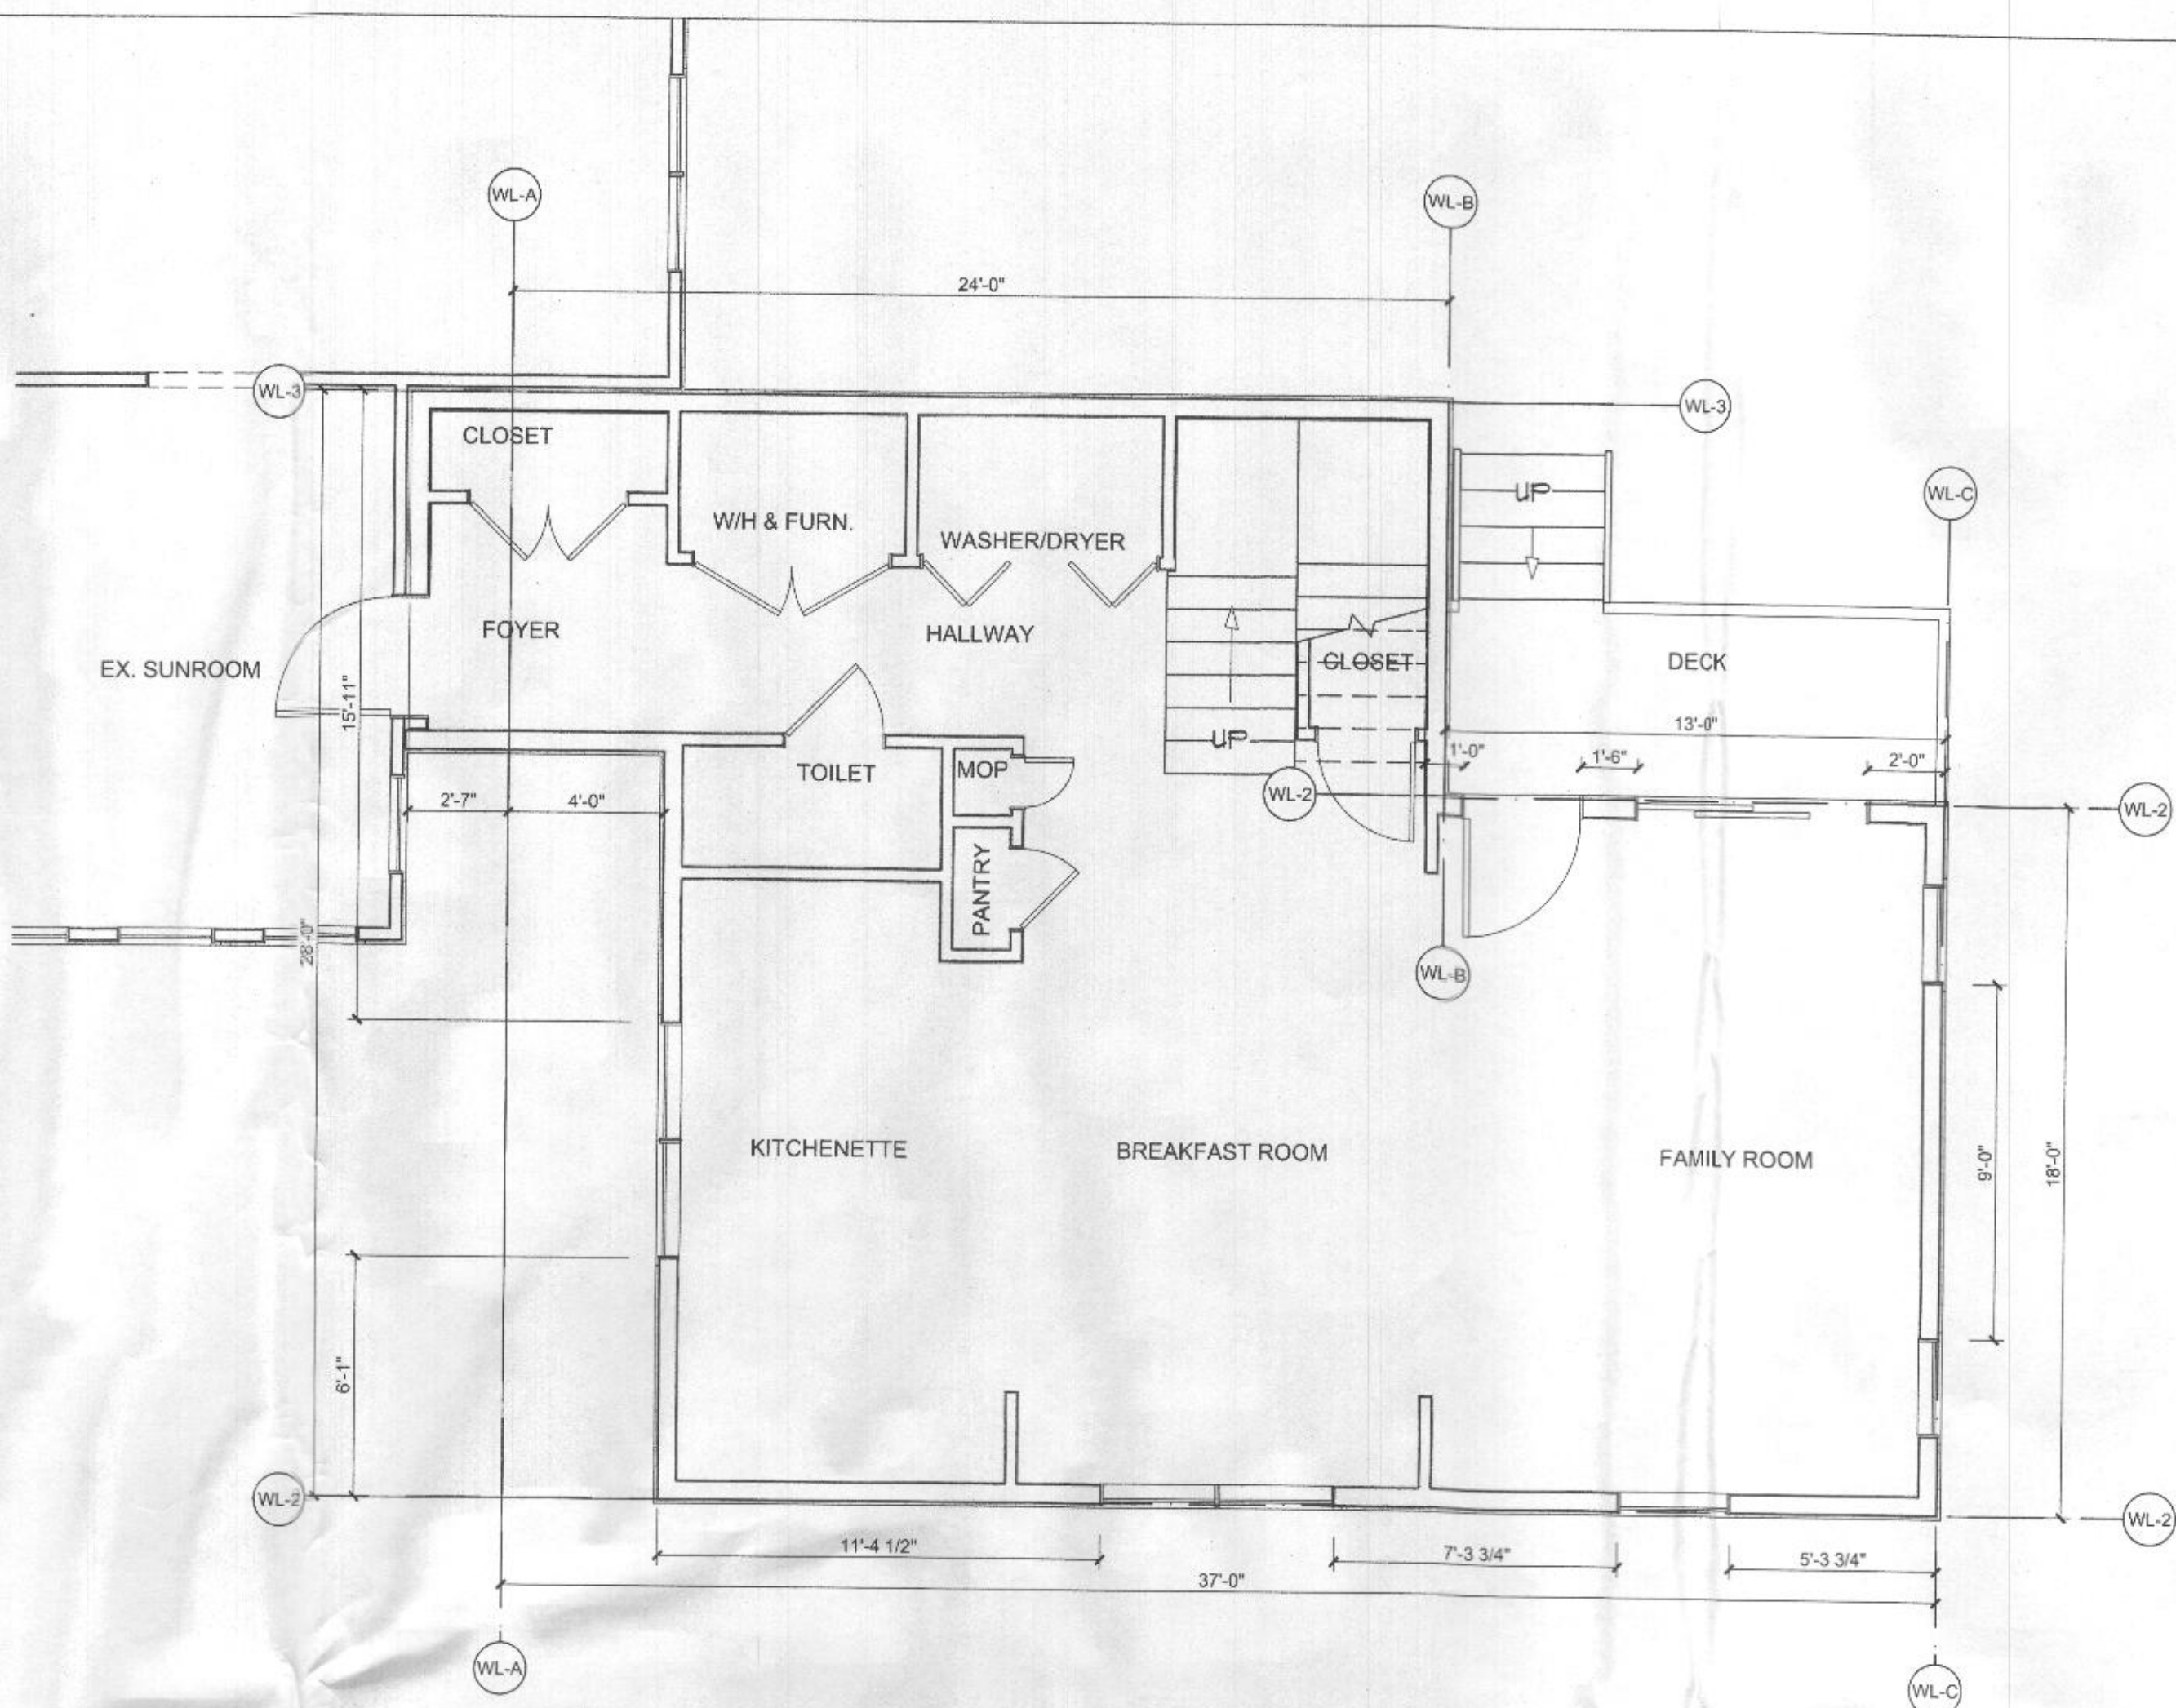 WL-A
WL-B
24'-0"
WL-3
WL-3
CLOSET
UP
WL-C
W/H & FURN.
WASHER/DRYER
FOYER
HALLWAY
EX. SUNROOM
CLOSET
DECK
15'-11"
13'-0"
UP
1'-0"
1'-6"
2'-0"
TOILET
MOP
2'-7"
4'-0"
WL-2
WL-2
PANTRY
28'-0"
WL-B
KITCHENETTE
BREAKFAST ROOM
FAMILY ROOM
9'-0"
18'-0"
6'-1"
WL-2
WL-2
11'-4 1/2"
7'-3 3/4"
5'-3 3/4"
37'-0"
WL-A
WL-C